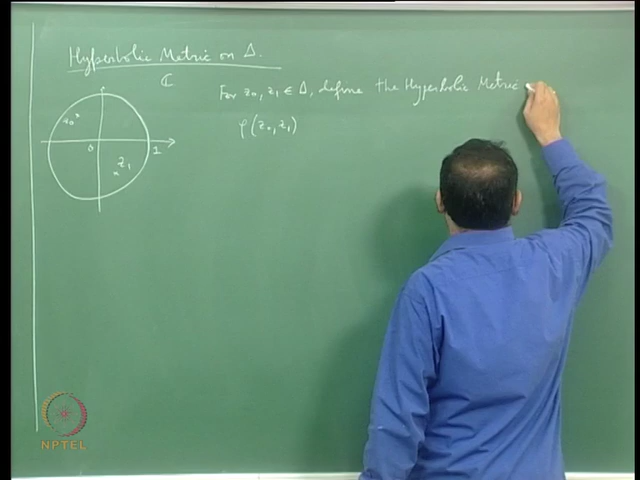 Hyperbolic Metric on Δ.
ℂ
For z₀, z₁ ∈ Δ, define the Hyperbolic Metric
ρ(z₀, z₁)
z₀
0
1
z₁
NPTEL